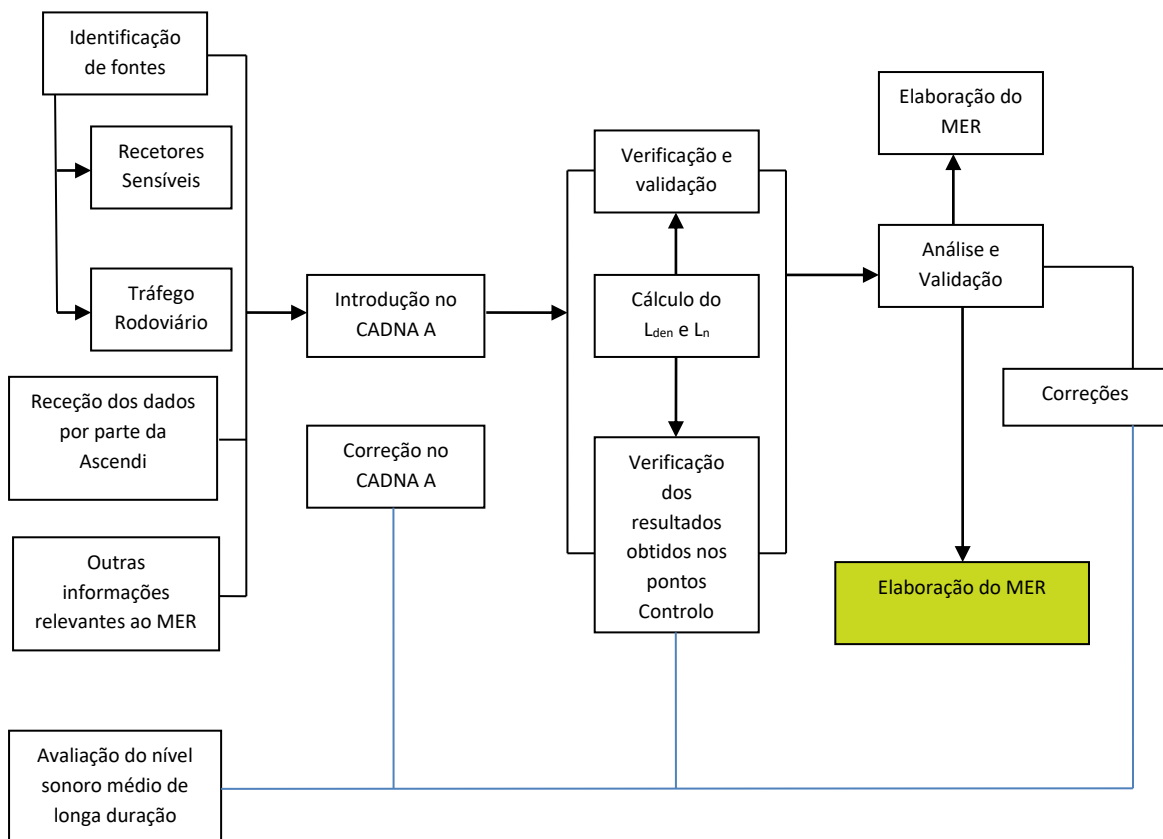 Identificação
de fontes
Recetores
Sensíveis
Tráfego
Rodoviário
Receção dos dados
por parte da
Ascendi
Outras
informações
relevantes ao MER
Avaliação do nível
sonoro médio de
longa duração
Introdução no
CADNA A
Correção no
CADNA A
Verificação e
validação
Cálculo do
Lden e Ln
Verificação
dos
resultados
obtidos nos
pontos
Controlo
Elaboração do
MER
Análise e
Validação
Correções
Elaboração do MER